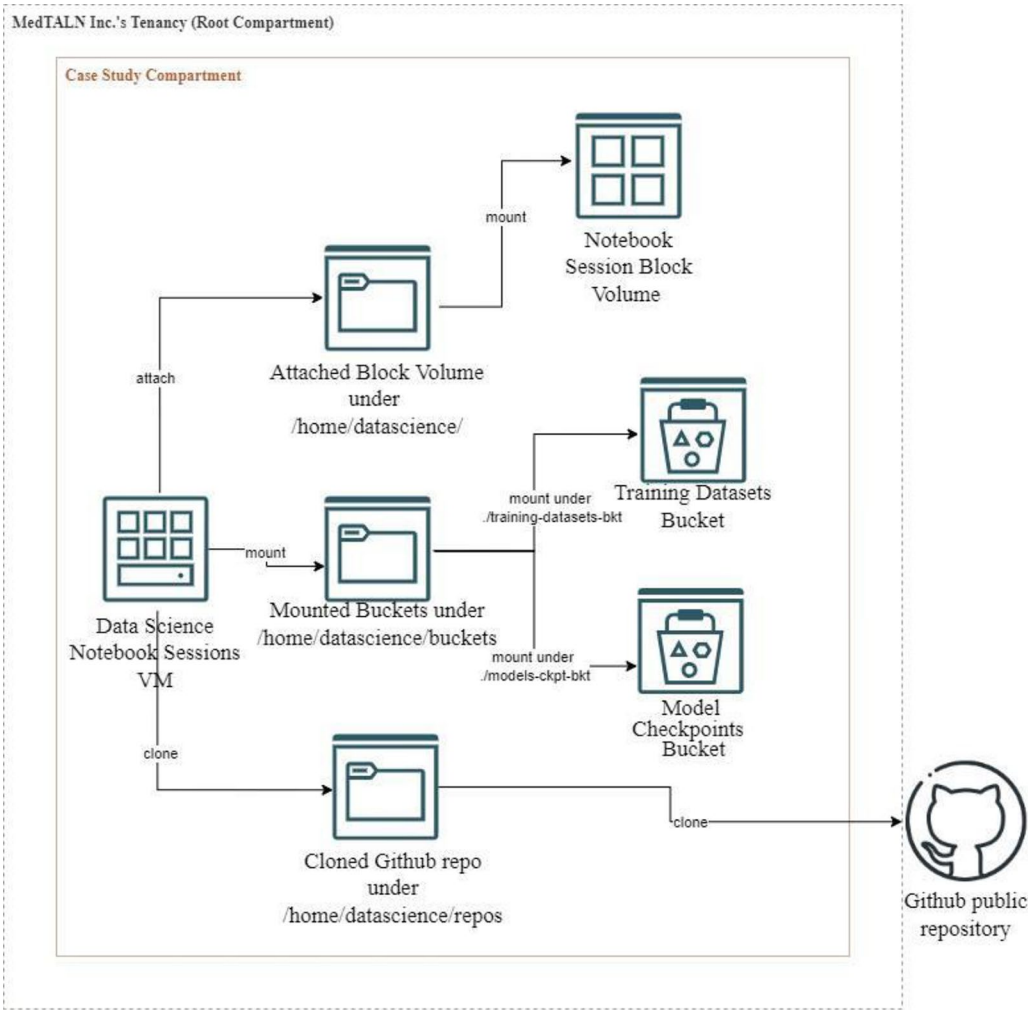 MedTALN Inc.'s Tenancy (Root Compartment)
Case Study Compartment
mount
Notebook
Session Block
Volume
attach
Attached Block Volume
under
/home/datascience/
mount under
./training-datasets-bkt
Training Datasets
Bucket
mount
Mounted Buckets under
/home/datascience/buckets
Data Science
Notebook Sessions
VM
mount under
./models-ckpt-bkt
Model
Checkpoints
Bucket
clone
clone
Cloned Github repo
under
/home/datascience/repos
Github public
repository